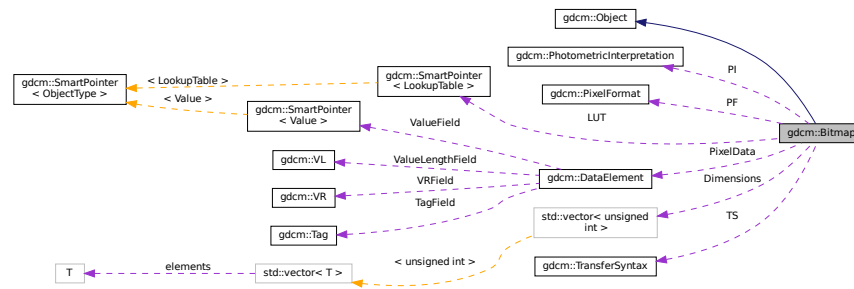 gdcm::Object
gdcm::PhotometricInterpretation
PI
gdcm::SmartPointer
< LookupTable >
< LookupTable >
gdcm::SmartPointer
< ObjectType >
< Value >
gdcm::PixelFormat
PF
gdcm::SmartPointer
< Value >
ValueField
LUT
gdcm::Bitmap
PixelData
gdcm::VL
ValueLengthField
gdcm::DataElement
Dimensions
VRField
gdcm::VR
TagField
std::vector< unsigned
int >
TS
gdcm::Tag
< unsigned int >
gdcm::TransferSyntax
T
elements
std::vector< T >